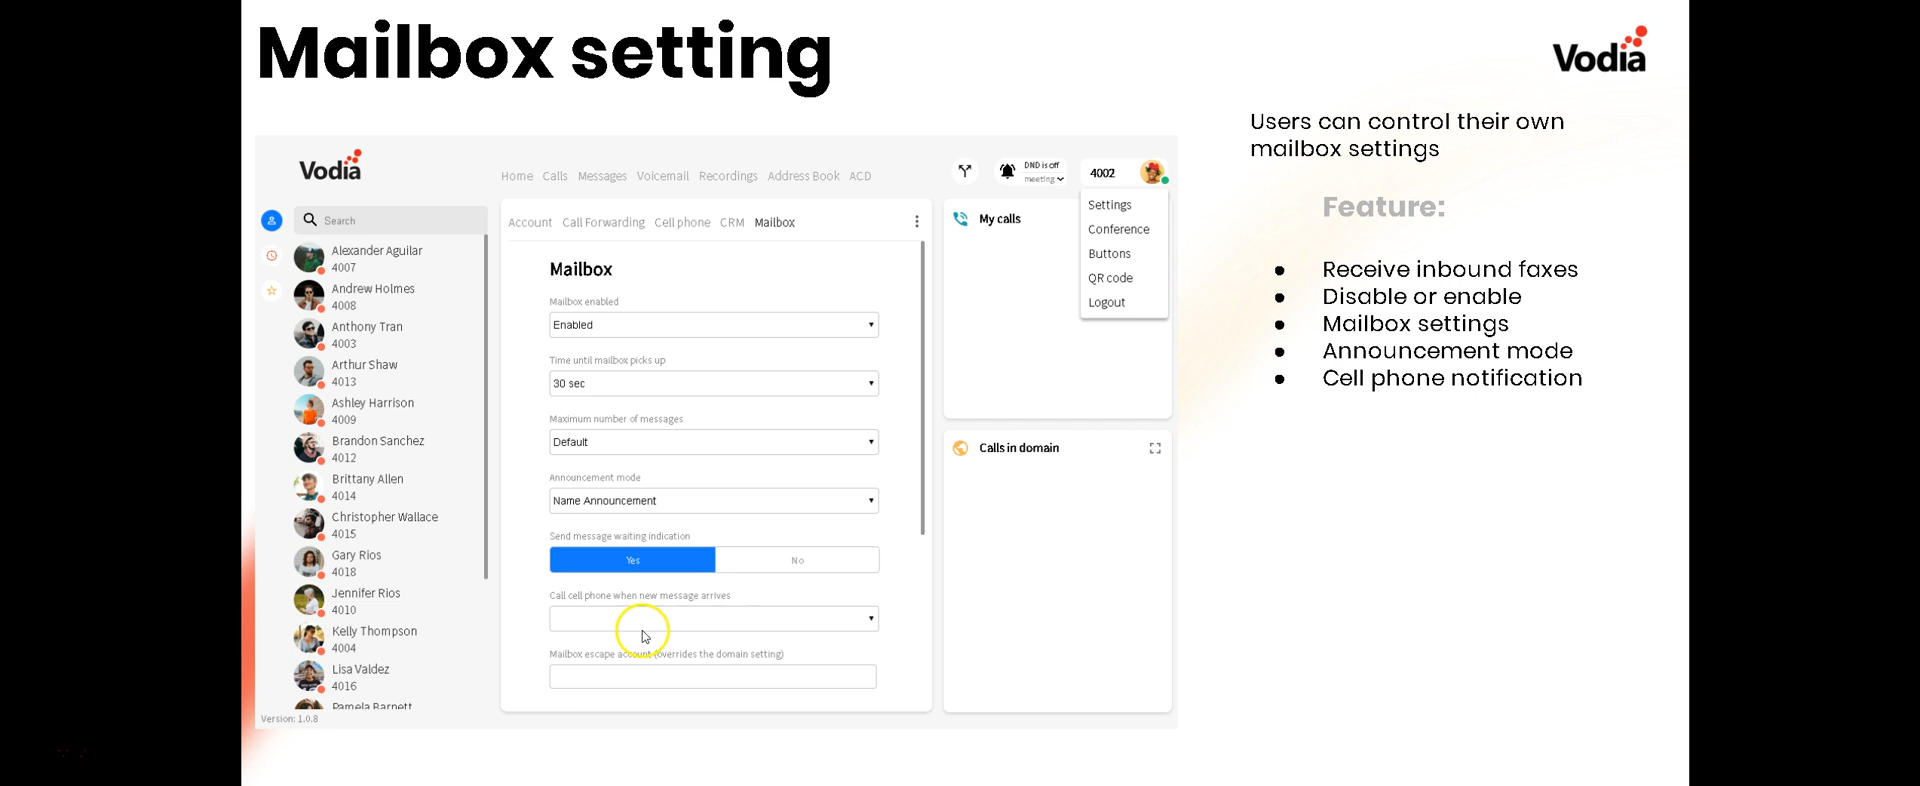 Mailbox setting
Vodia
Users can control their own
mailbox settings
Feature:
● Receive inbound faxes
● Disable or enable
● Mailbox settings
● Announcement mode
● Cell phone notification
Vodia
Home Calls Messages Voicemail Recordings Address Book ACD
DND is off
meeting
4002
Settings
Conference
Buttons
QR code
Logout
Search
Alexander Aguilar
4007
Andrew Holmes
4008
Anthony Tran
4003
Arthur Shaw
4013
Ashley Harrison
4009
Brandon Sanchez
4012
Brittany Allen
4014
Christopher Wallace
4015
Gary Rios
4018
Jennifer Rios
4010
Kelly Thompson
4004
Lisa Valdez
4016
Pamela Barnett
Version: 1.0.8
Account Call Forwarding Cell phone CRM Mailbox
Mailbox
Mailbox enabled
Enabled
Time until mailbox picks up
30 sec
Maximum number of messages
Default
Announcement mode
Name Announcement
Send message waiting indication
Yes No
Call cell phone when new message arrives
Mailbox escape account (overrides the domain setting)
My calls
Calls in domain